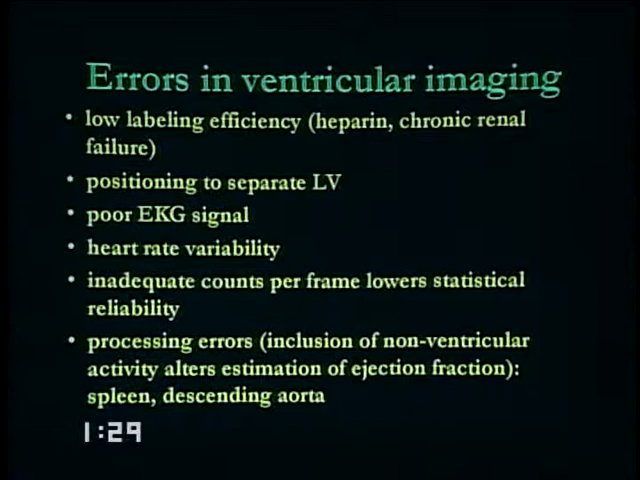 Errors in ventricular imaging
• low labeling efficiency (heparin, chronic renal
failure)
• positioning to separate LV
• poor EKG signal
• heart rate variability
• inadequate counts per frame lowers statistical
reliability
• processing errors (inclusion of non-ventricular
activity alters estimation of ejection fraction):
spleen, descending aorta
1:29